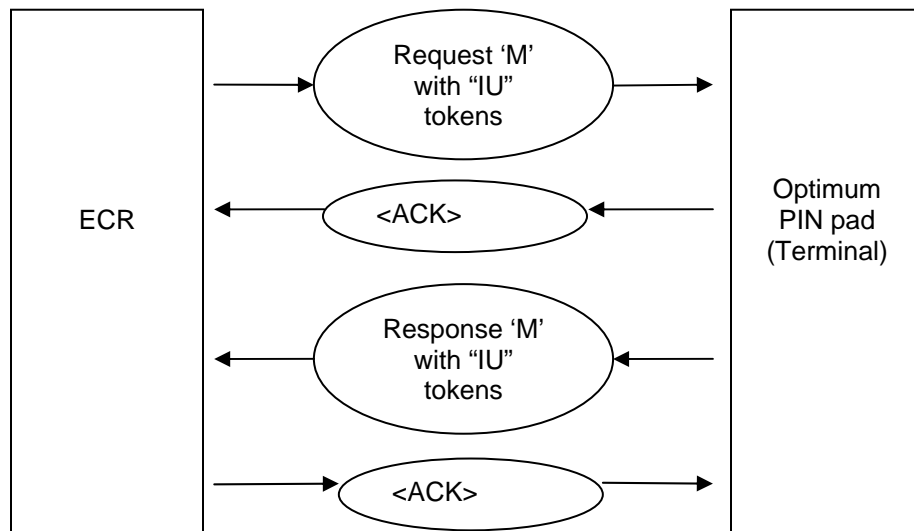 ECR
Request ‘M’
with “IU”
tokens
<ACK>
Response ‘M’
with “IU”
tokens
<ACK>
Optimum
PIN pad
(Terminal)